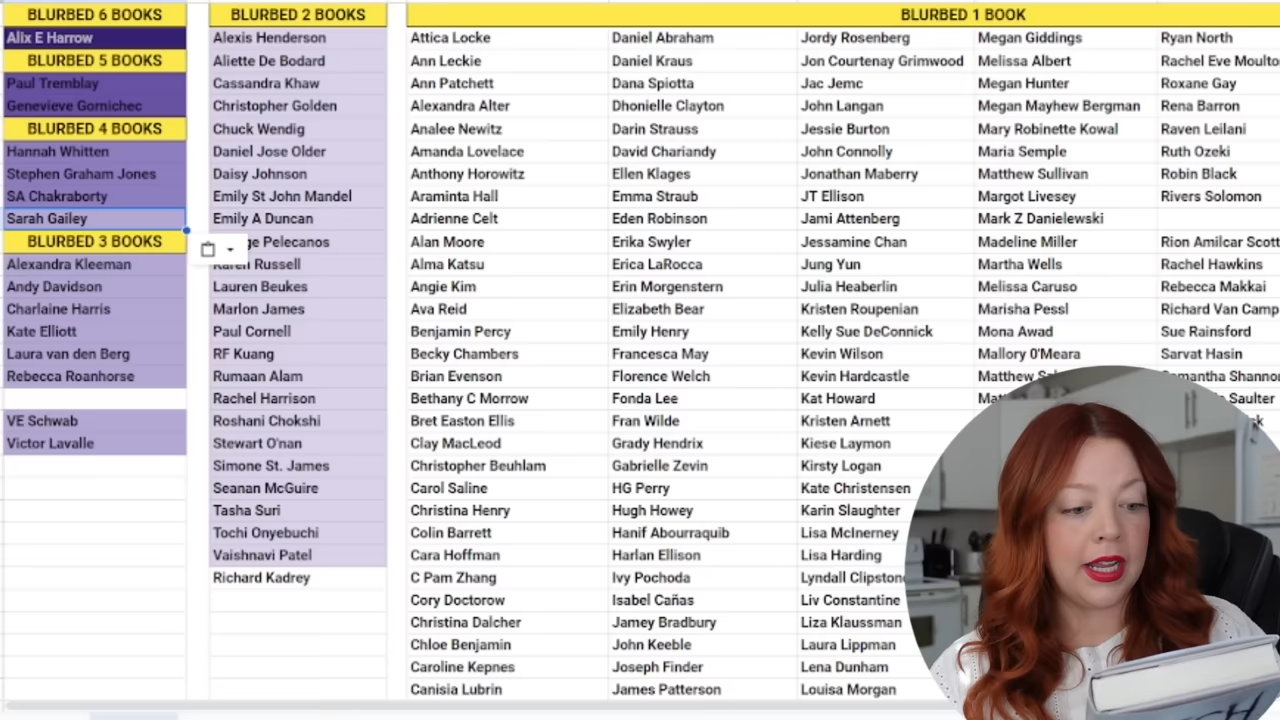 BLURBED 6 BOOKS
Alix E Harrow
BLURBED 5 BOOKS
Paul Tremblay
Genevieve Gornichec
BLURBED 4 BOOKS
Hannah Whitten
Stephen Graham Jones
SA Chakraborty
Sarah Gailey
BLURBED 3 BOOKS
Alexandra Kleeman
Andy Davidson
Charlaine Harris
Kate Elliott
Laura van den Berg
Rebecca Roanhorse
VE Schwab
Victor Lavalle
BLURBED 2 BOOKS
Alexis Henderson
Aliette De Bodard
Cassandra Khaw
Christopher Golden
Chuck Wendig
Daniel Jose Older
Daisy Johnson
Emily St John Mandel
Emily A Duncan
Pelecanos
Karen Russell
Lauren Beukes
Marlon James
Paul Cornell
RF Kuang
Rumaan Alam
Rachel Harrison
Roshani Chokshi
Stewart O'nan
Simone St. James
Seanan McGuire
Tasha Suri
Tochi Onyebuchi
Vaishnavi Patel
Richard Kadrey
BLURBED 1 BOOK
Attica Locke
Ann Leckie
Ann Patchett
Alexandra Alter
Analee Newitz
Amanda Lovelace
Anthony Horowitz
Araminta Hall
Adrienne Celt
Alan Moore
Alma Katsu
Angie Kim
Ava Reid
Benjamin Percy
Becky Chambers
Brian Evenson
Bethany C Morrow
Bret Easton Ellis
Clay MacLeod
Christopher Beuhlam
Carol Saline
Christina Henry
Colin Barrett
Cara Hoffman
C Pam Zhang
Cory Doctorow
Christina Dalcher
Chloe Benjamin
Caroline Kepnes
Canisia Lubrin
Daniel Abraham
Daniel Kraus
Dana Spiotta
Dhonielle Clayton
Darin Strauss
David Chariandy
Ellen Klages
Emma Straub
Eden Robinson
Erika Swyler
Erica LaRocca
Erin Morgenstern
Elizabeth Bear
Emily Henry
Francesca May
Florence Welch
Fonda Lee
Fran Wilde
Grady Hendrix
Gabrielle Zevin
HG Perry
Hugh Howey
Hanif Abourraquib
Harlan Ellison
Ivy Pochoda
Isabel Cañas
Jamey Bradbury
John Keeble
Joseph Finder
James Patterson
Jordy Rosenberg
Jon Courtenay Grimwood
Jac Jemc
John Langan
Jessie Burton
John Connolly
Jonathan Maberry
JT Ellison
Jami Attenberg
Jessamine Chan
Jung Yun
Julia Heaberlin
Kristen Roupenian
Kelly Sue DeConnick
Kevin Wilson
Kevin Hardcastle
Kat Howard
Kristen Arnett
Kiese Laymon
Kirsty Logan
Kate Christensen
Karin Slaughter
Lisa McInerney
Lisa Harding
Lyndall
Liv Constantine
Liza Klaussman
Laura Lippman
Lena Dunham
Louisa Morgan
Megan Giddings
Melissa Albert
Megan Hunter
Megan Mayhew Bergman
Mary Robinette Kowal
Maria Semple
Matthew Sullivan
Margot Livesey
Mark Z Danielewski
Madeline Miller
Martha Wells
Melissa Caruso
Marisha Pessl
Mona Awad
Mallory O'Meara
Matthew
Ryan North
Rachel Eve
Roxane Gay
Rena Barron
Raven Leilani
Ruth Ozeki
Robin Black
Rivers Solomon
Rion Amilcar Scott
Rachel Hawkins
Rebecca Makkai
Richard Van Camp
Sue Rainsford
Sarvat Hasin
Saulter